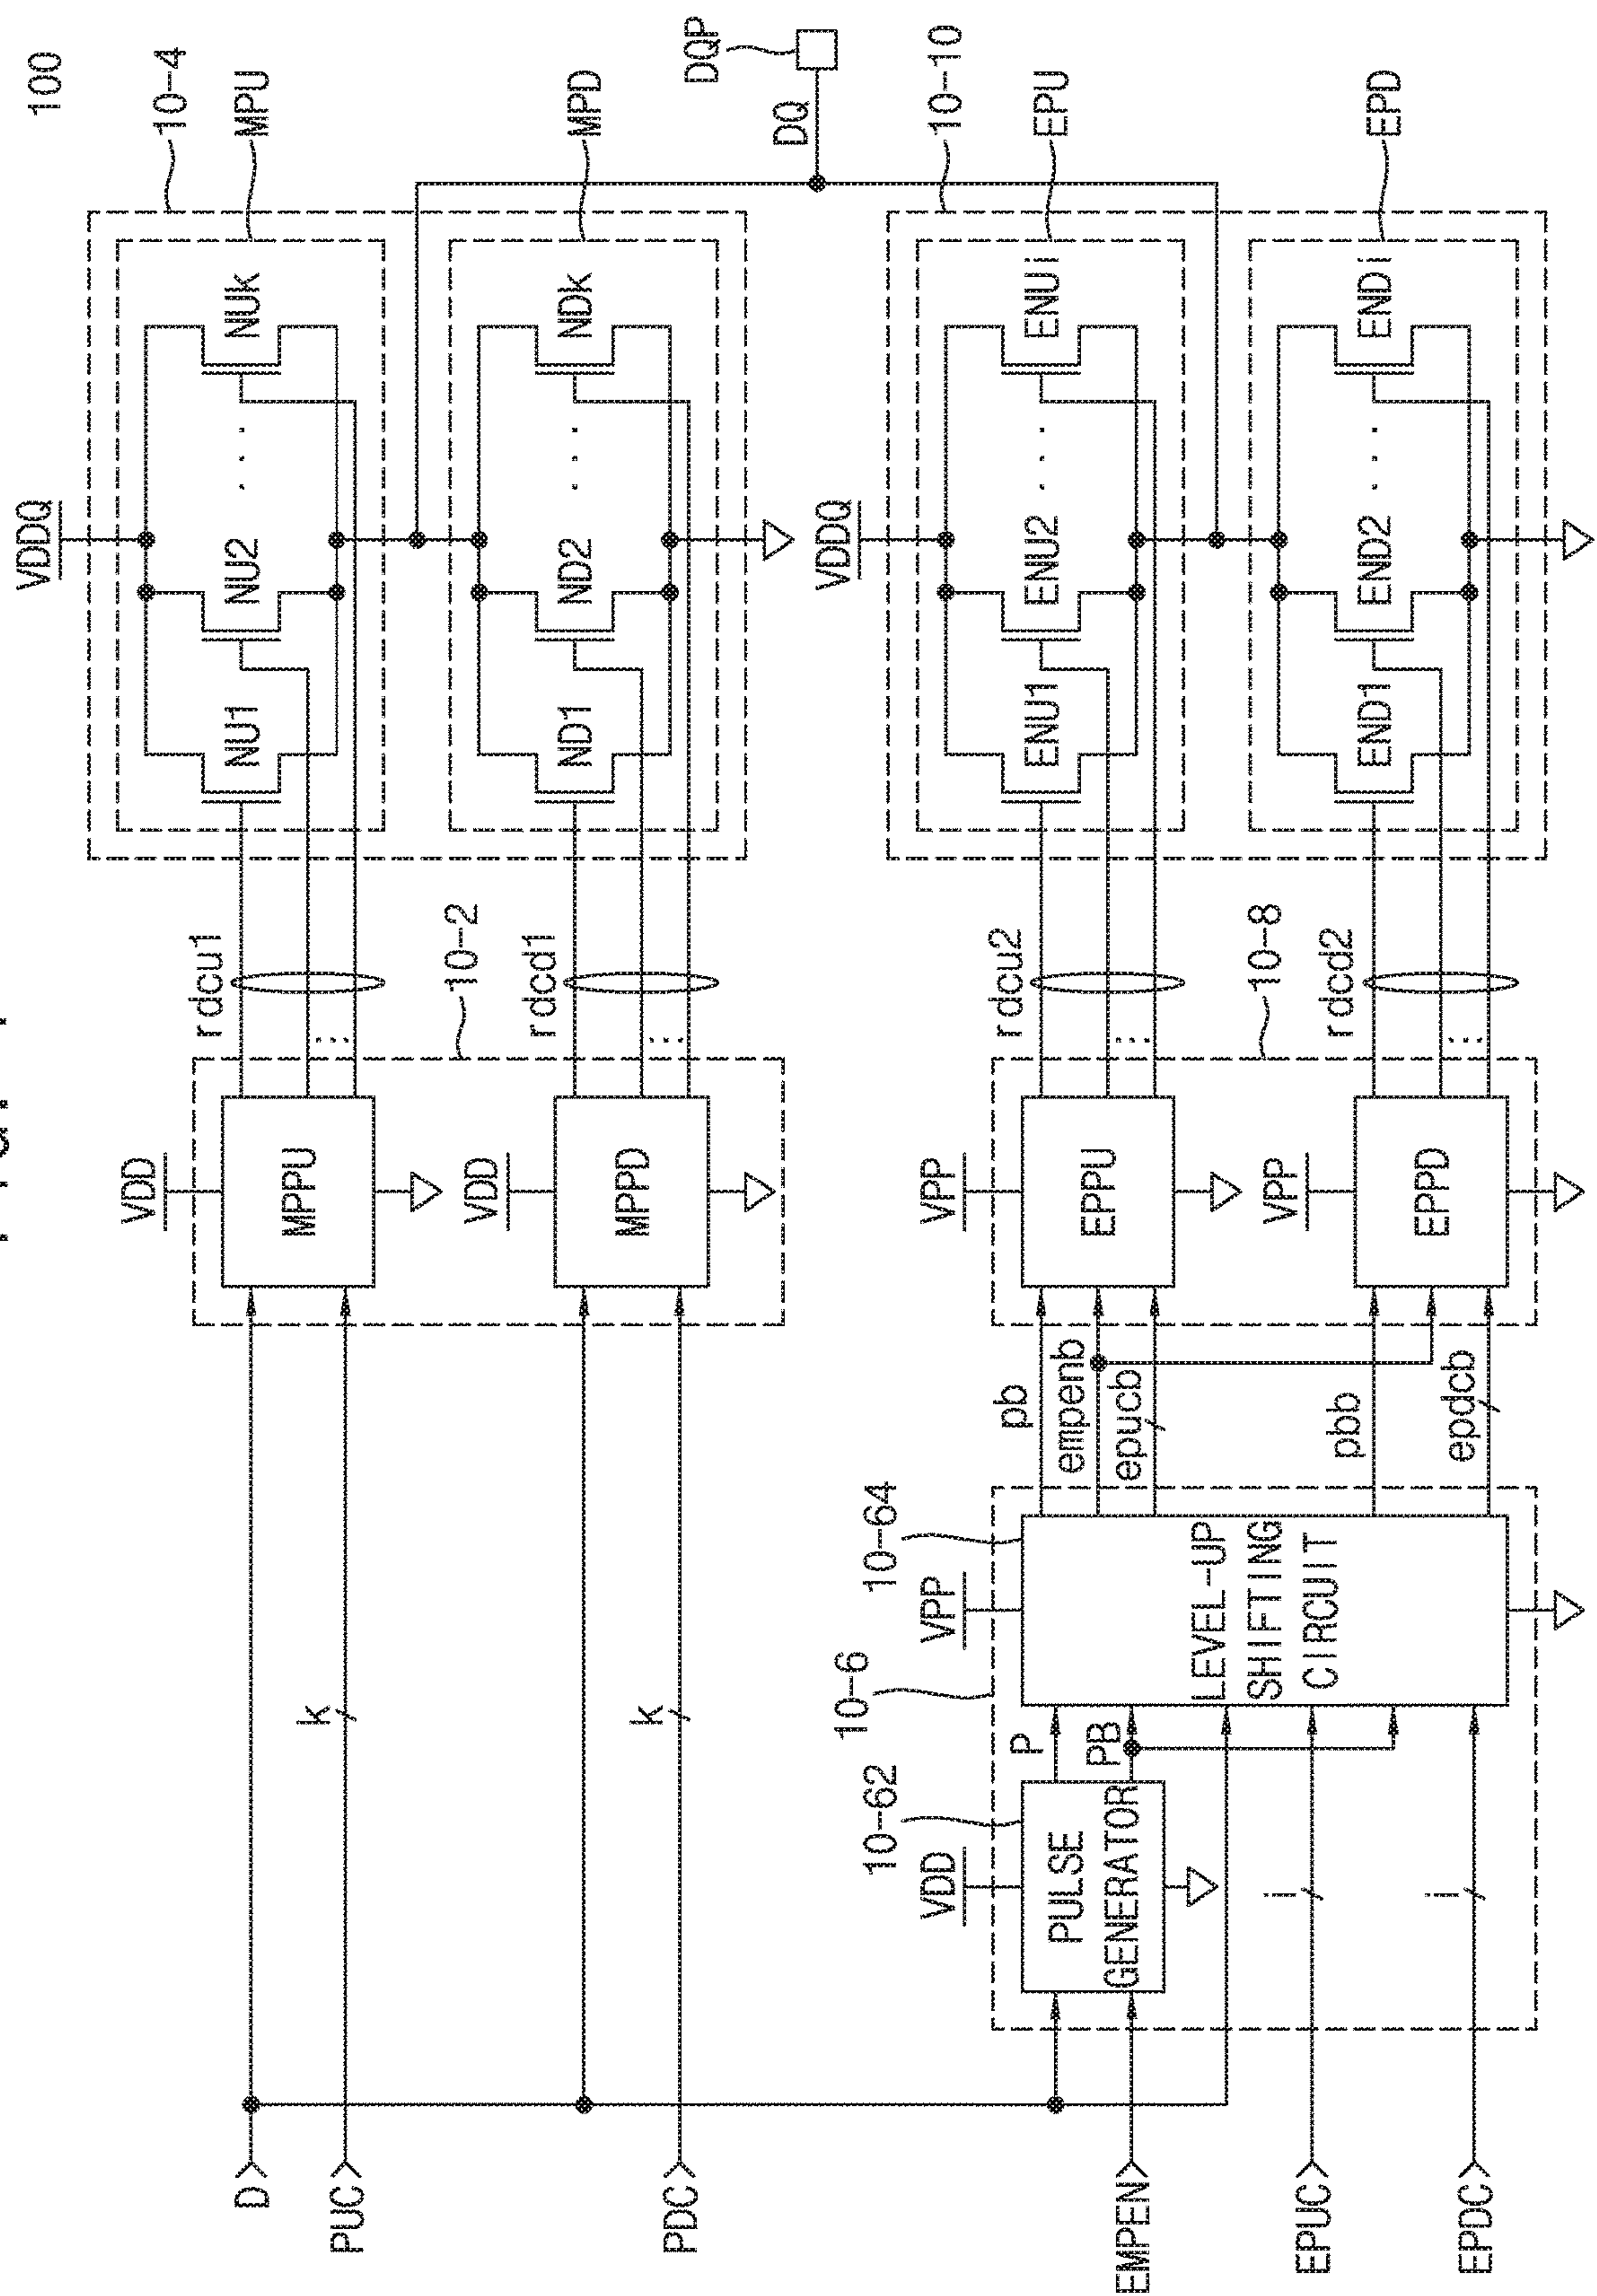 100
10-4
MPU
VDDQ
NU1
NU2
NUk
rdcu1
VDD
MPPU
D
PUC
k
10-2
MPD
ND1
ND2
NDk
rdcd1
VDD
MPPD
PDC
k
DQP
DQ
10-10
EPU
VDDQ
ENU1
ENU2
ENUi
rdcu2
VPP
EPPU
10-8
EPD
END1
END2
ENDi
rdcd2
VPP
EPPD
pb
empenb
epucb
pbb
epdcb
10-6
10-64
VPP
LEVEL-UP
SHIFTING
CIRCUIT
P
PB
10-62
VDD
PULSE
GENERATOR
EMPEN
EPUC
i
EPDC
i